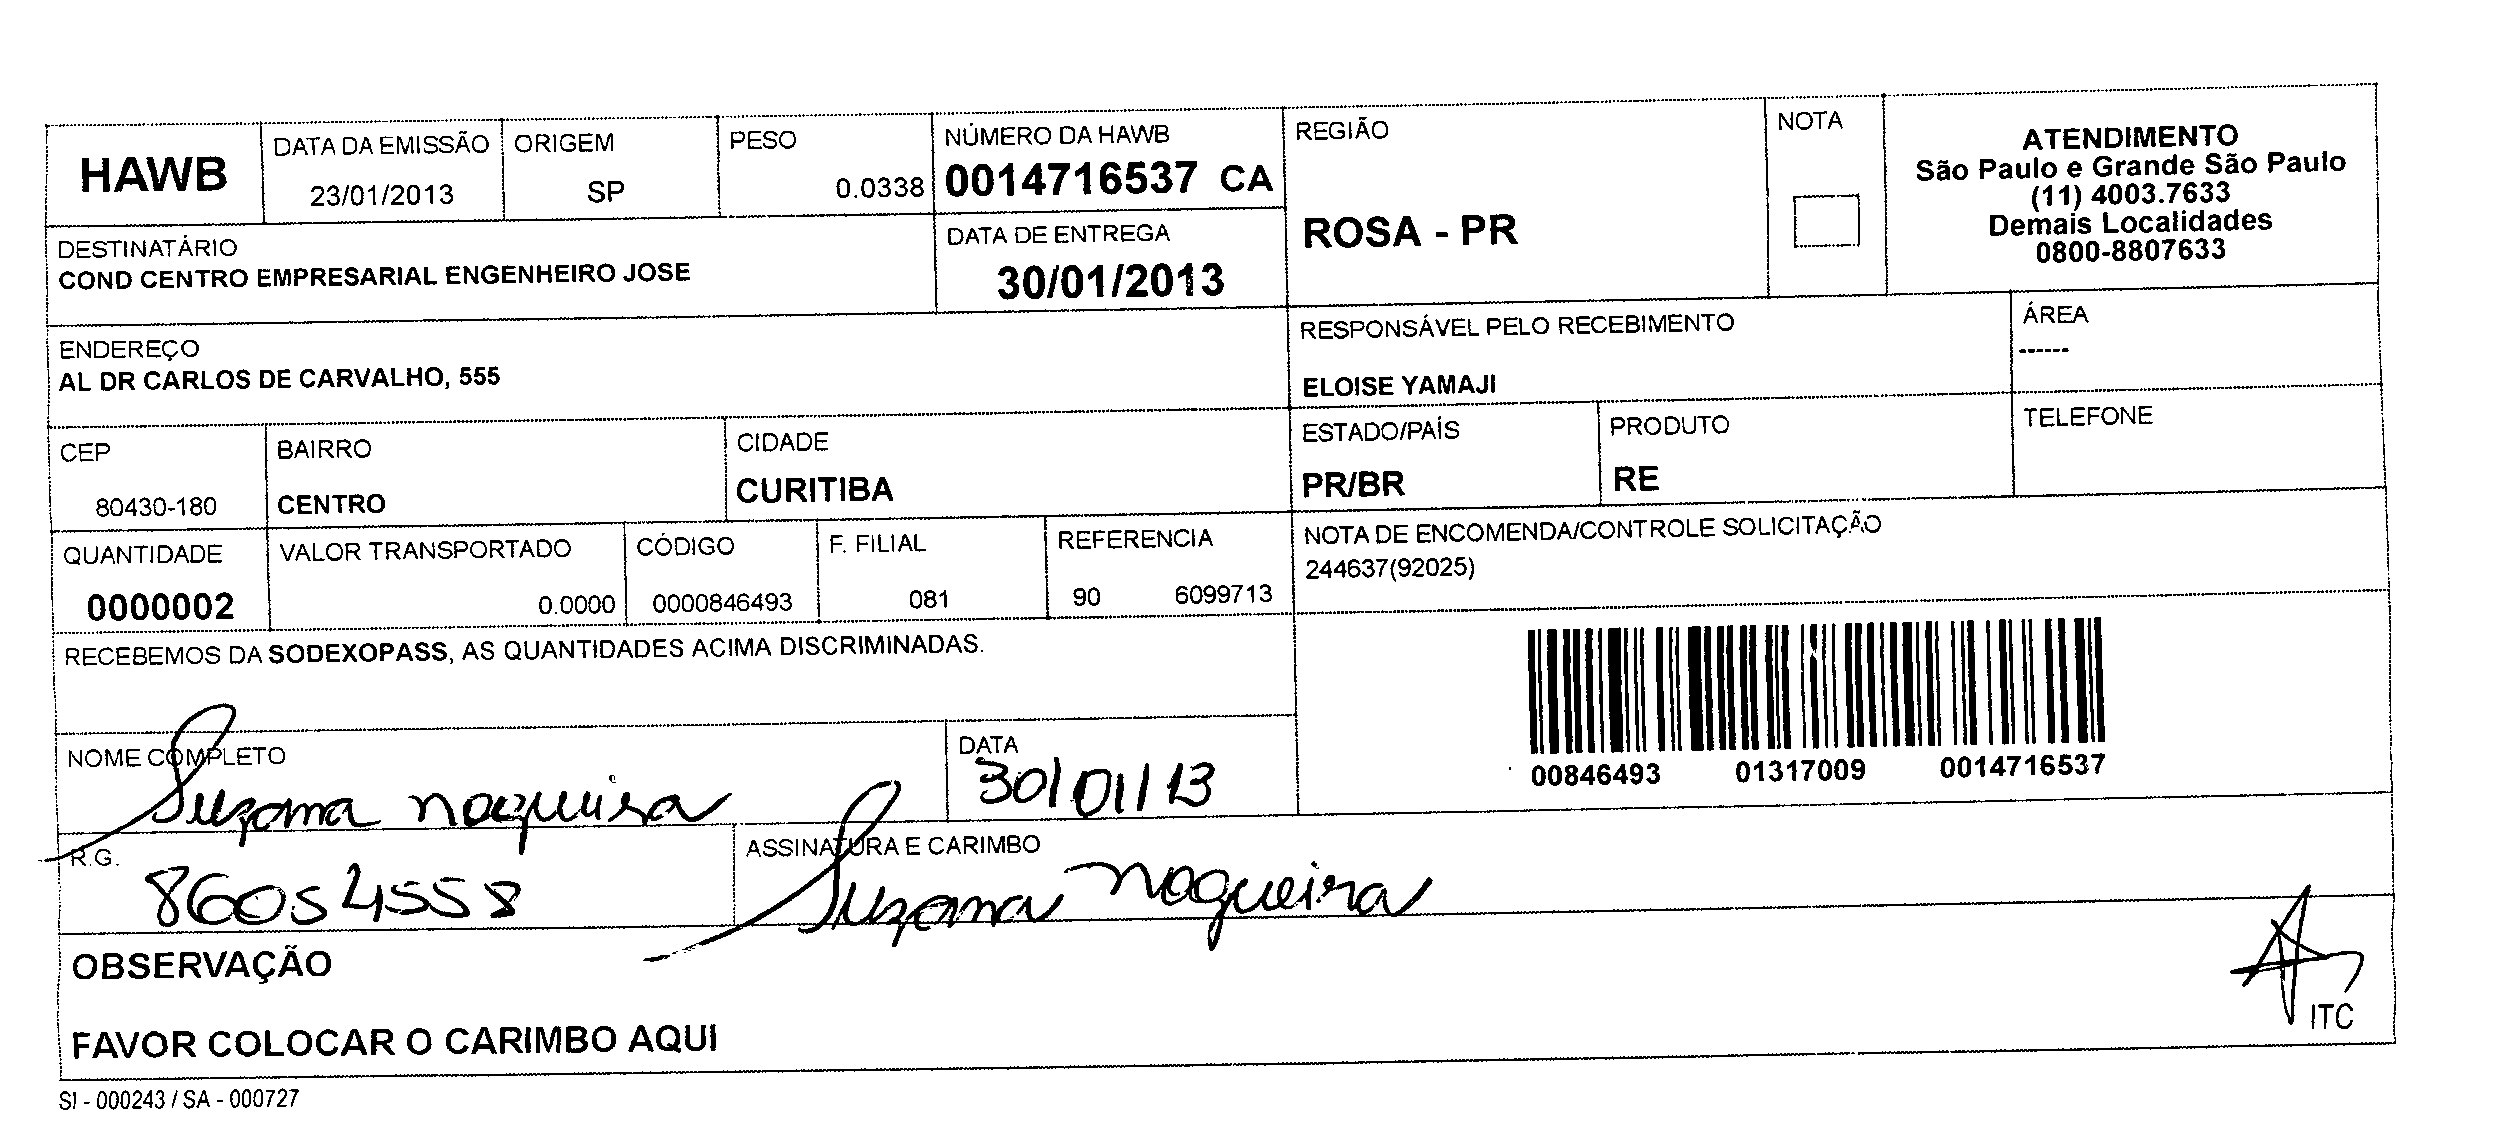 HAWB
DATA DA EMISSÃO
23/01/2013
ORIGEM
SP
PESO
0.0338
NÚMERO DA HAWB
0014716537 CA
REGIÃO
ROSA - PR
NOTA
ATENDIMENTO
São Paulo e Grande São Paulo
(11) 4003.7633
Demais Localidades
0800-8807633
DESTINATÁRIO
COND CENTRO EMPRESARIAL ENGENHEIRO JOSE
DATA DE ENTREGA
30/01/2013
ENDEREÇO
AL DR CARLOS DE CARVALHO, 555
RESPONSÁVEL PELO RECEBIMENTO
ELOISE YAMAJI
ÁREA
------
CEP
80430-180
BAIRRO
CENTRO
CIDADE
CURITIBA
ESTADO/PAÍS
PR/BR
PRODUTO
RE
TELEFONE
QUANTIDADE
0000002
VALOR TRANSPORTADO
0.0000
CÓDIGO
0000846493
F. FILIAL
081
REFERENCIA
90 6099713
NOTA DE ENCOMENDA/CONTROLE SOLICITAÇÃO
244637(92025)
RECEBEMOS DA SODEXOPASS, AS QUANTIDADES ACIMA DISCRIMINADAS.
00846493 01317009 0014716537
NOME COMPLETO
Suzana nogueira
DATA
30/01/13
R.G.
86054558
ASSINATURA E CARIMBO
Suzana Nogueira
OBSERVAÇÃO
FAVOR COLOCAR O CARIMBO AQUI
ITC
SI - 000243 / SA - 000727